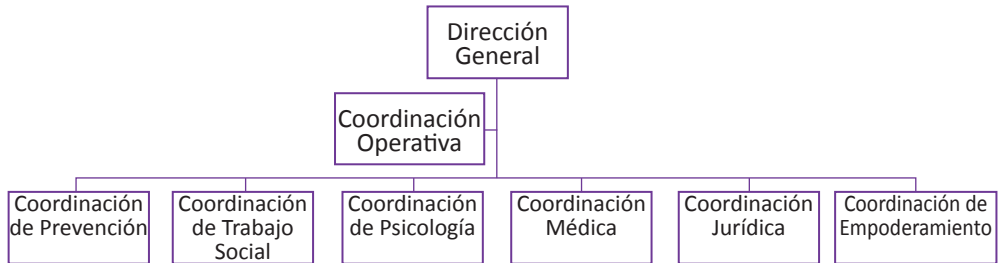 Dirección
General
Coordinación
Operativa
Coordinación
de Prevención
Coordinación
de Trabajo
Social
Coordinación
de Psicología
Coordinación
Médica
Coordinación
Jurídica
Coordinación de
Empoderamiento